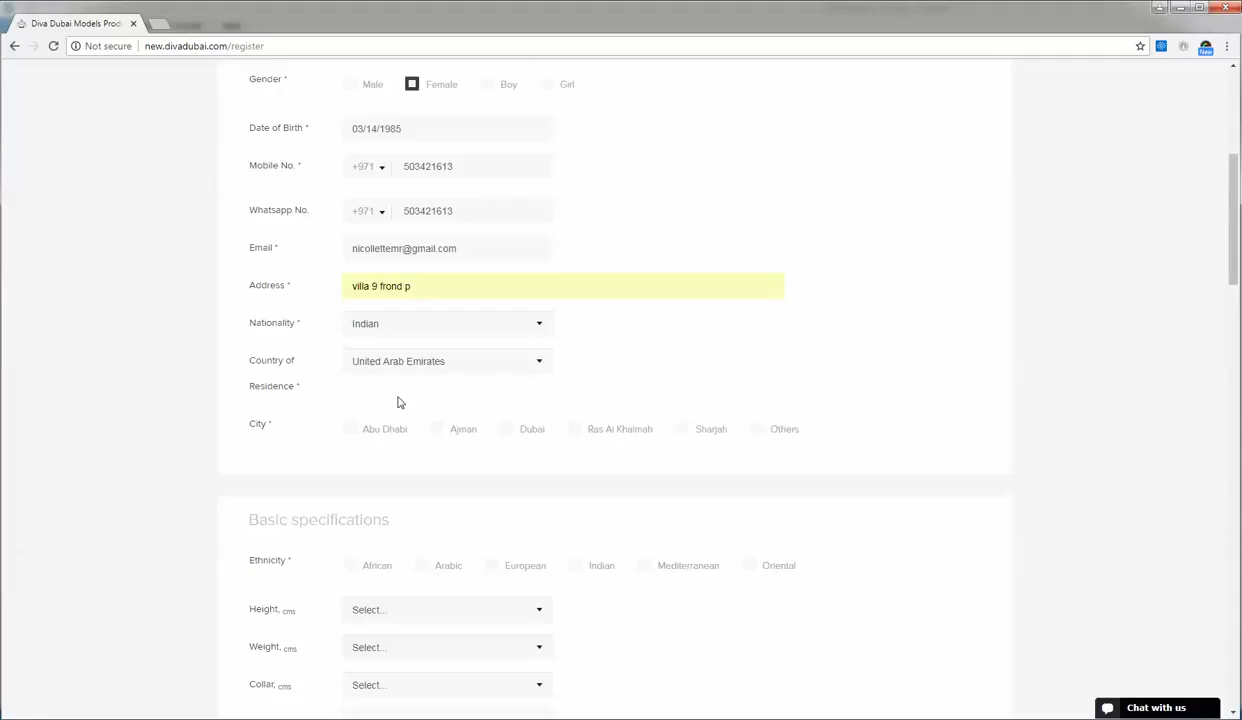 Diva Dubai Models Prod
Not secure
new.divadubai.com/register
New
Gender * Male Female Boy Girl
Date of Birth * 03/14/1985
Mobile No. * +971 503421613
Whatsapp No. +971 503421613
Email * nicollettemr@gmail.com
Address * villa 9 frond p
Nationality * Indian
Country of United Arab Emirates
Residence *
City * Abu Dhabi Ajman Dubai Ras Al Khaimah Sharjah Others
Basic specifications
Ethnicity * African Arabic European Indian Mediterranean Oriental
Height, cms Select...
Weight, cms Select...
Collar, cms Select...
Chat with us